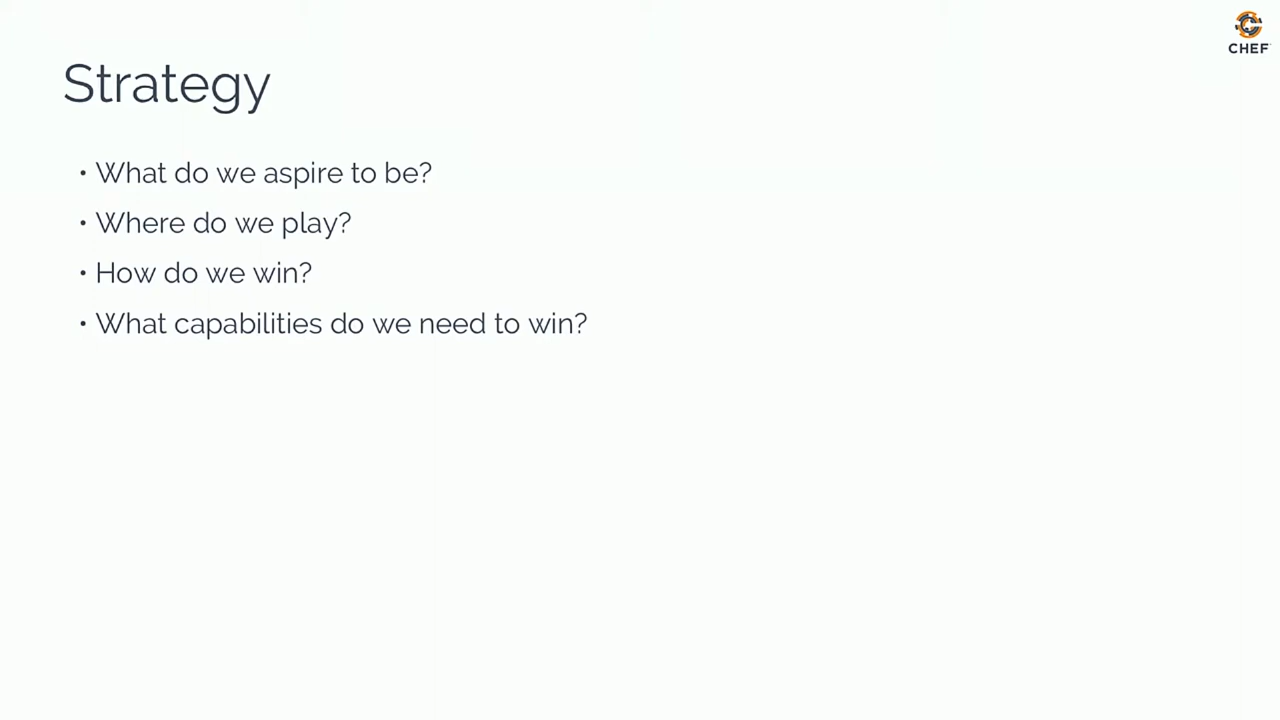 CHEF
Strategy
• What do we aspire to be?
• Where do we play?
• How do we win?
• What capabilities do we need to win?